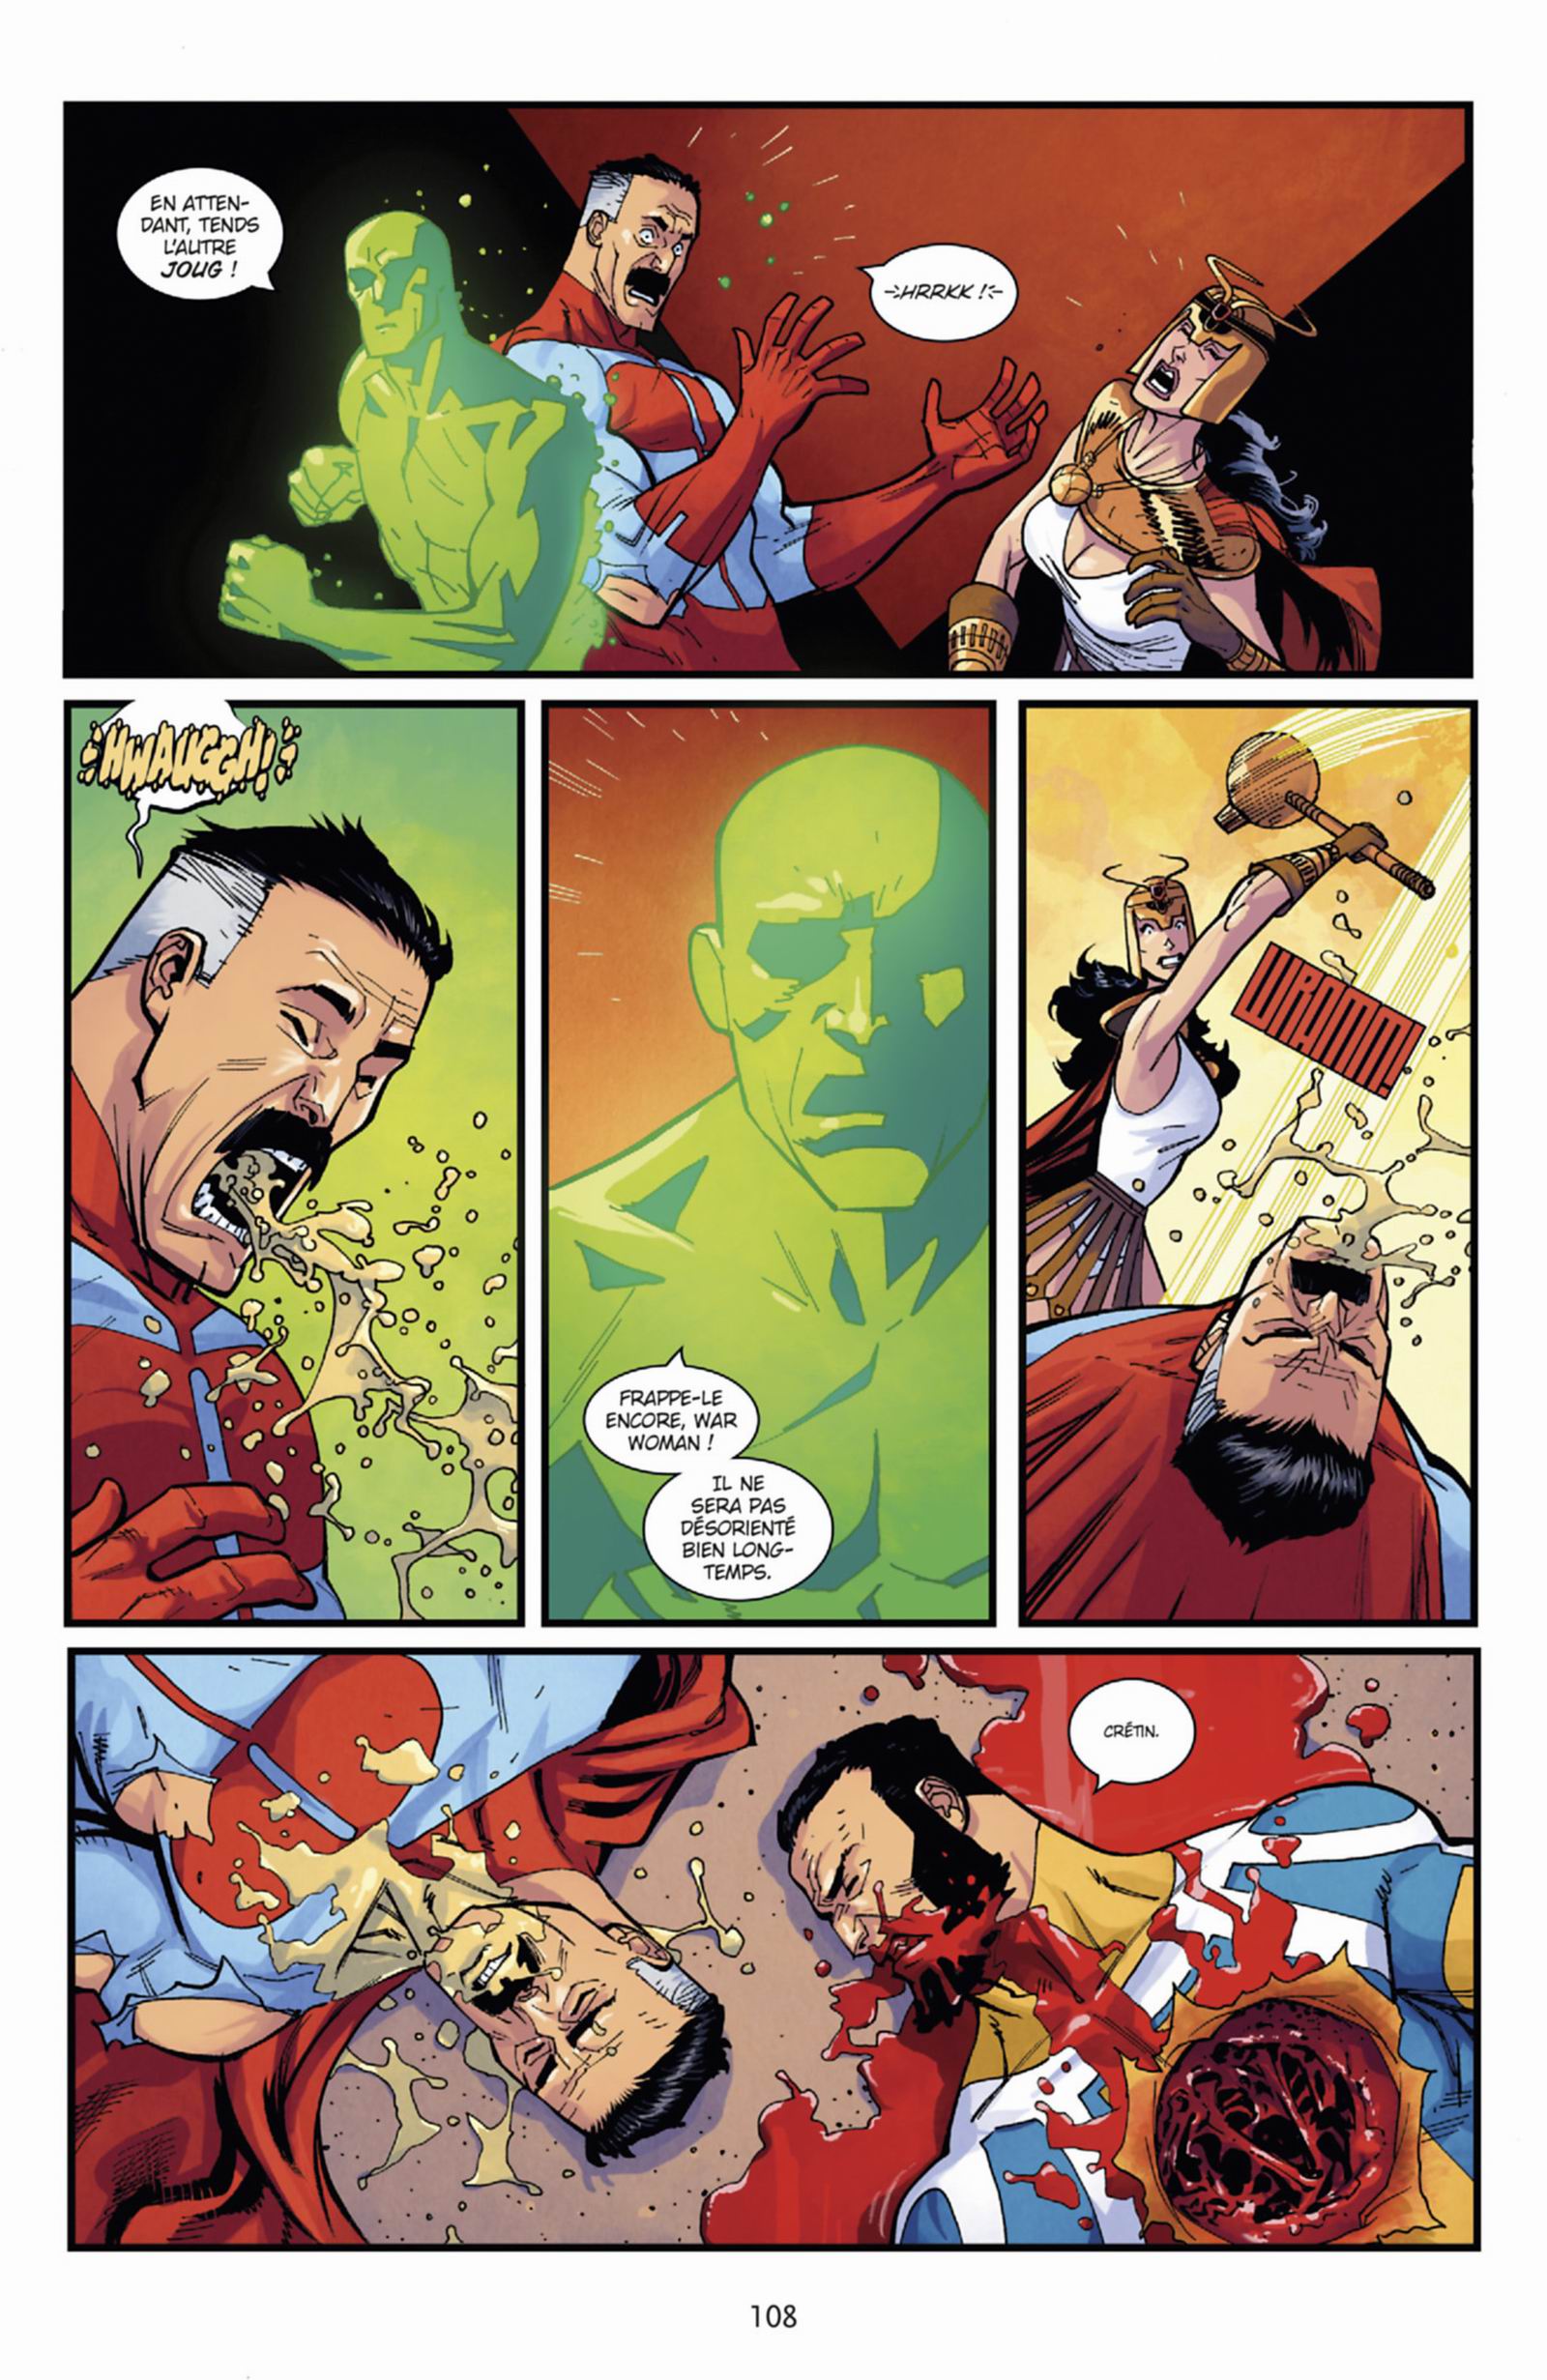 EN ATTEN-
DANT, TENDS
L'AUTRE
JOUG !
HRRKK !
HWAUGGH!
FRAPPE-LE
ENCORE, WAR
WOMAN !
IL NE
SERA PAS
DÉSORIENTÉ
BIEN LONG-
TEMPS.
WRAMM!
CRÉTIN.
108